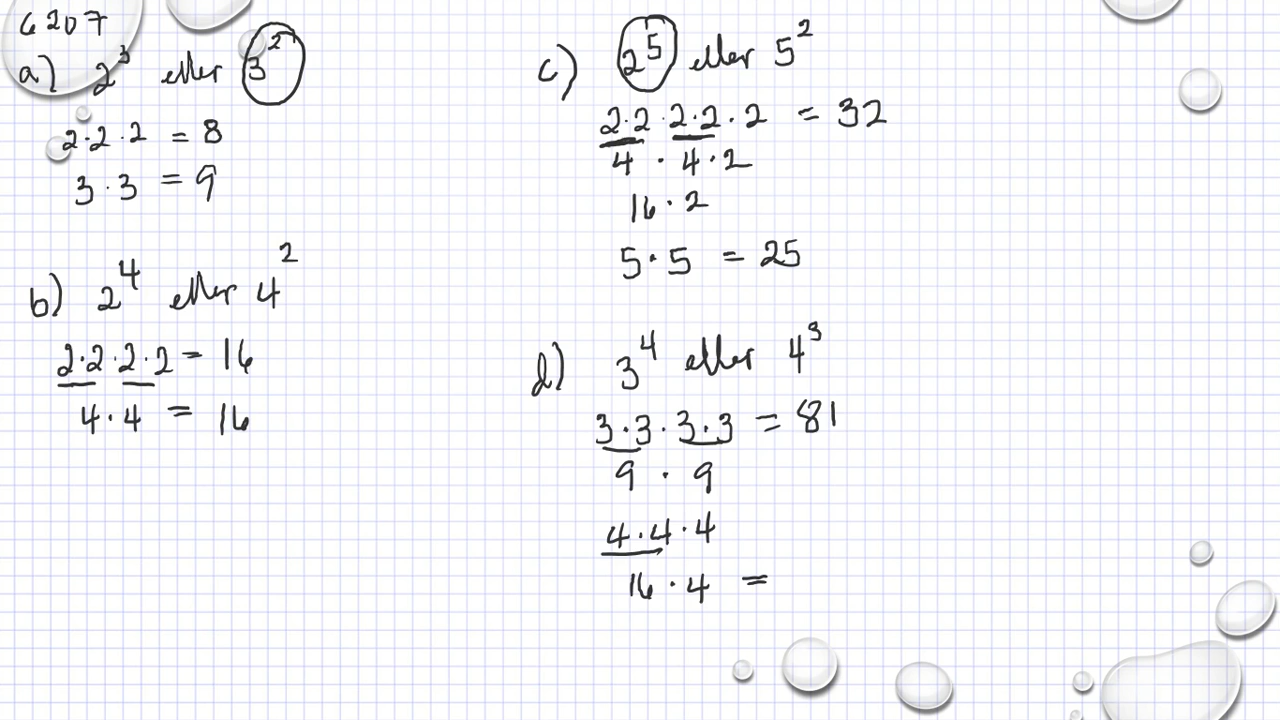 6207
a) 2³ eller 3²
2·2·2 = 8
3·3 = 9
b) 2⁴ eller 4²
2·2·2·2 = 16
4·4 = 16
c) 2⁵ eller 5²
2·2·2·2·2 = 32
4·4·2
16·2
5·5 = 25
d) 3⁴ eller 4³
3·3·3·3 = 81
9·9
4·4·4
16·4 =